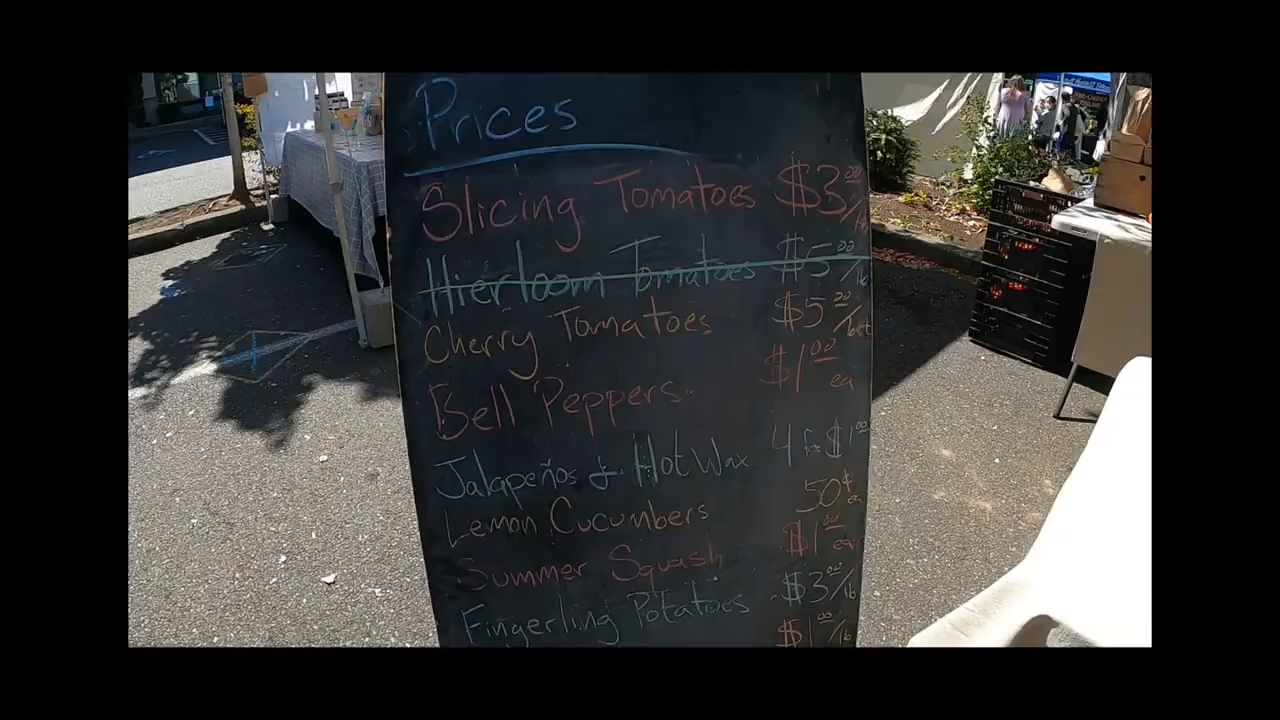 Prices
Slicing Tomatoes $3.00/lb
Hierloom Tomatoes $5.00/lb
Cherry Tomatoes $5.00/bskt
Bell Peppers $1.00 ea
Jalapeños & Hot Wax 4 for $1.00
Lemon Cucumbers 50¢ ea
Summer Squash $1.00 ea
Fingerling Potatoes $3.00/lb
$1.00/lb